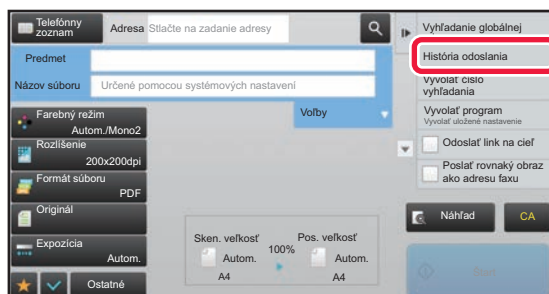 Telefónny
zoznam
Adresa
Stlačte na zadanie adresy
Predmet
Názov súboru
Určené pomocou systémových nastavení
Farebný režim
Autom./Mono2
Rozlíšenie
200x200dpi
Formát súboru
PDF
Originál
Expozícia
Autom.
Ostatné
Voľby
Sken. veľkosť
Autom.
A4
100%
Pos. veľkosť
Autom.
A4
Vyhľadanie globálnej
História odoslania
Vyvolať číslo
vyhľadania
Vyvolať program
Vyvolať uložené nastavenie
Odoslať link na cieľ
Poslať rovnaký obraz
ako adresu faxu
Náhľad
CA
Štart